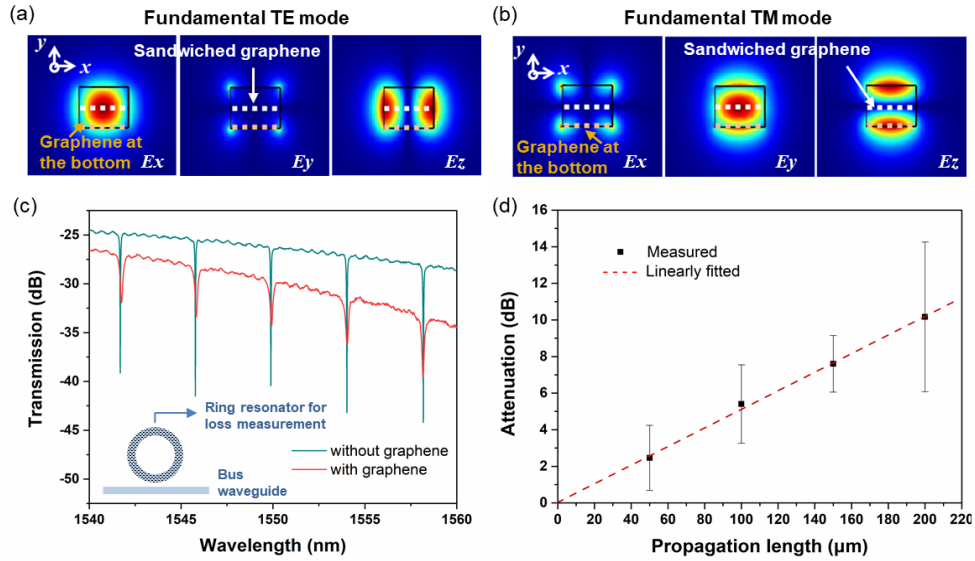 (a)
Fundamental TE mode
y
x
Sandwiched graphene
Graphene at
the bottom
Ex
Ey
Ez
(b)
Fundamental TM mode
y
x
Sandwiched graphene
Graphene at
the bottom
Ex
Ey
Ez
(c)
Transmission (dB)
-25
-30
-35
-40
-45
-50
Ring resonator for
loss measurement
Bus
waveguide
without graphene
with graphene
1540
1545
1550
1555
1560
Wavelength (nm)
(d)
Attenuation (dB)
16
14
12
10
8
6
4
2
0
Measured
Linearly fitted
0
20
40
60
80
100
120
140
160
180
200
220
Propagation length (μm)